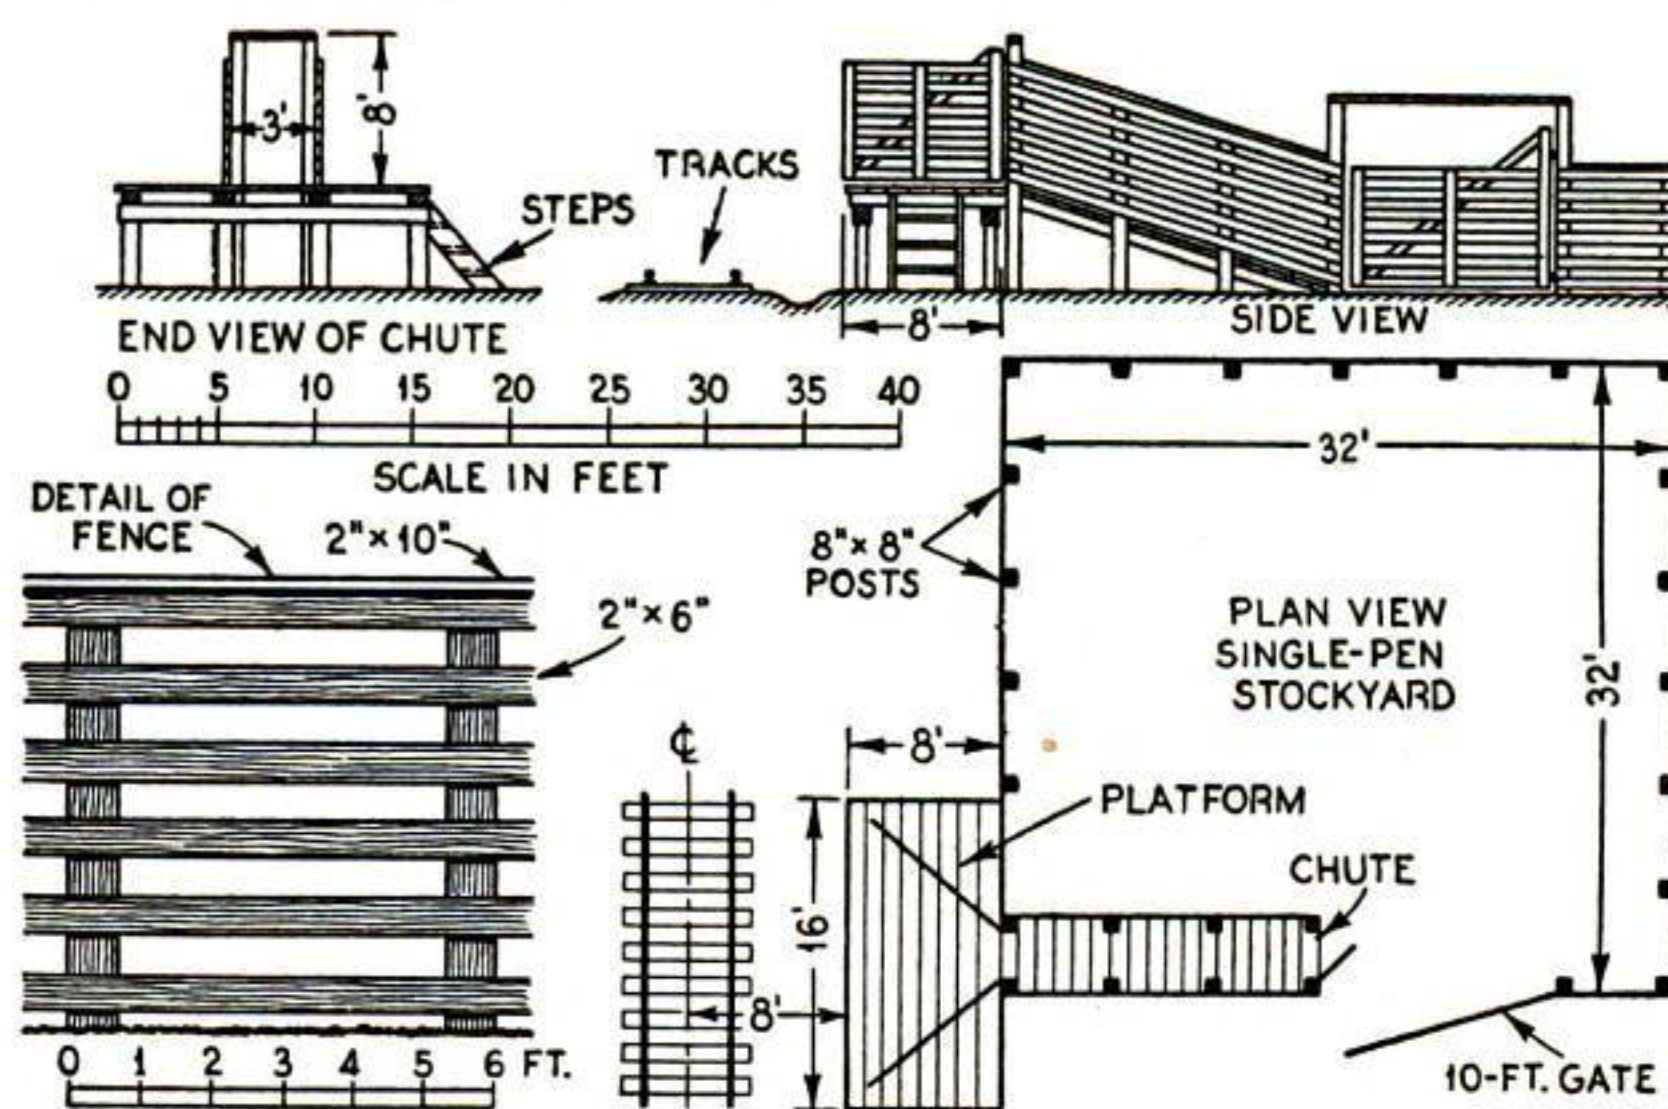 3'
8'
STEPS
TRACKS
8'
END VIEW OF CHUTE
SIDE VIEW
0 5 10 15 20 25 30 35 40
SCALE IN FEET
32'
DETAIL OF
FENCE
2"x10"
8"x 8"
POSTS
2"x 6"
PLAN VIEW
SINGLE-PEN
STOCKYARD
32'
℄
8'
PLATFORM
CHUTE
16'
8'
0 1 2 3 4 5 6 FT.
10-FT. GATE